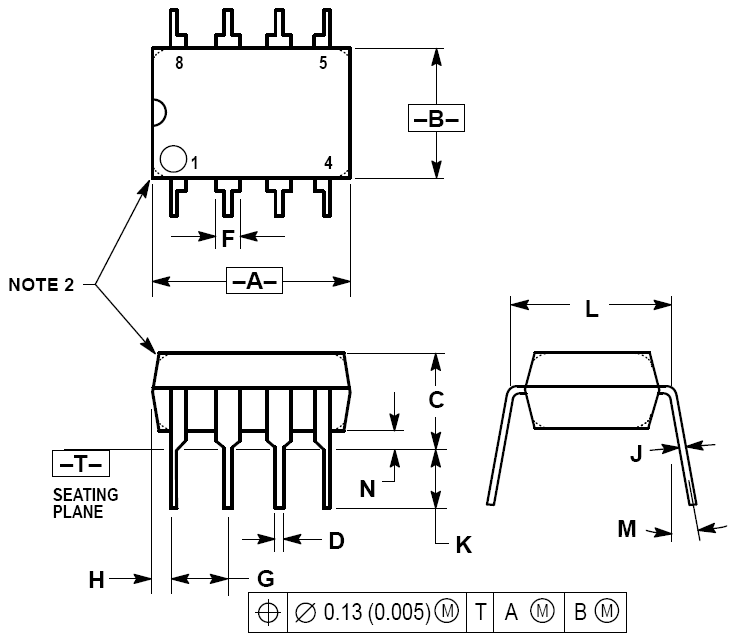 8 5
–B–
1 4
F
–A–
NOTE 2
L
C
J
–T–
N
SEATING
PLANE
M
D
K
H
G
⌖ ∅ 0.13 (0.005) Ⓜ T A Ⓜ B Ⓜ